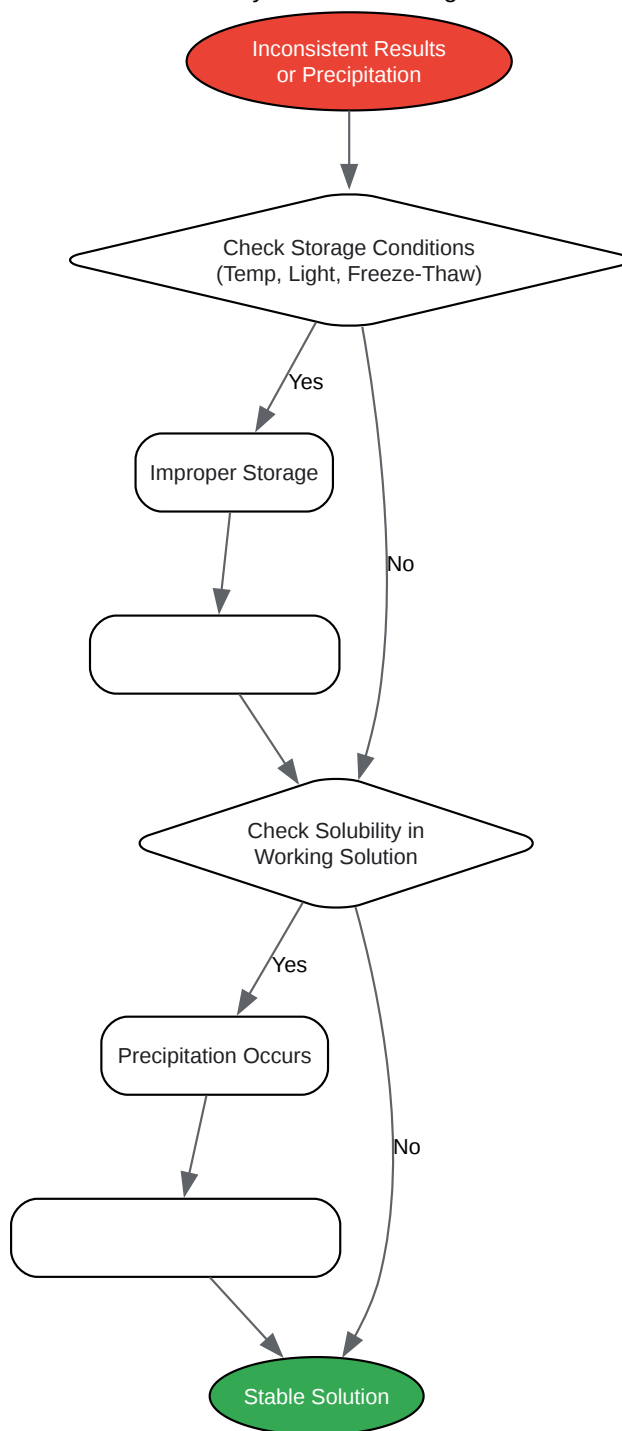 Inconsistent Results
or Precipitation
Check Storage Conditions
(Temp, Light, Freeze-Thaw)
Yes
Improper Storage
No
Check Solubility in
Working Solution
Yes
Precipitation Occurs
No
Stable Solution